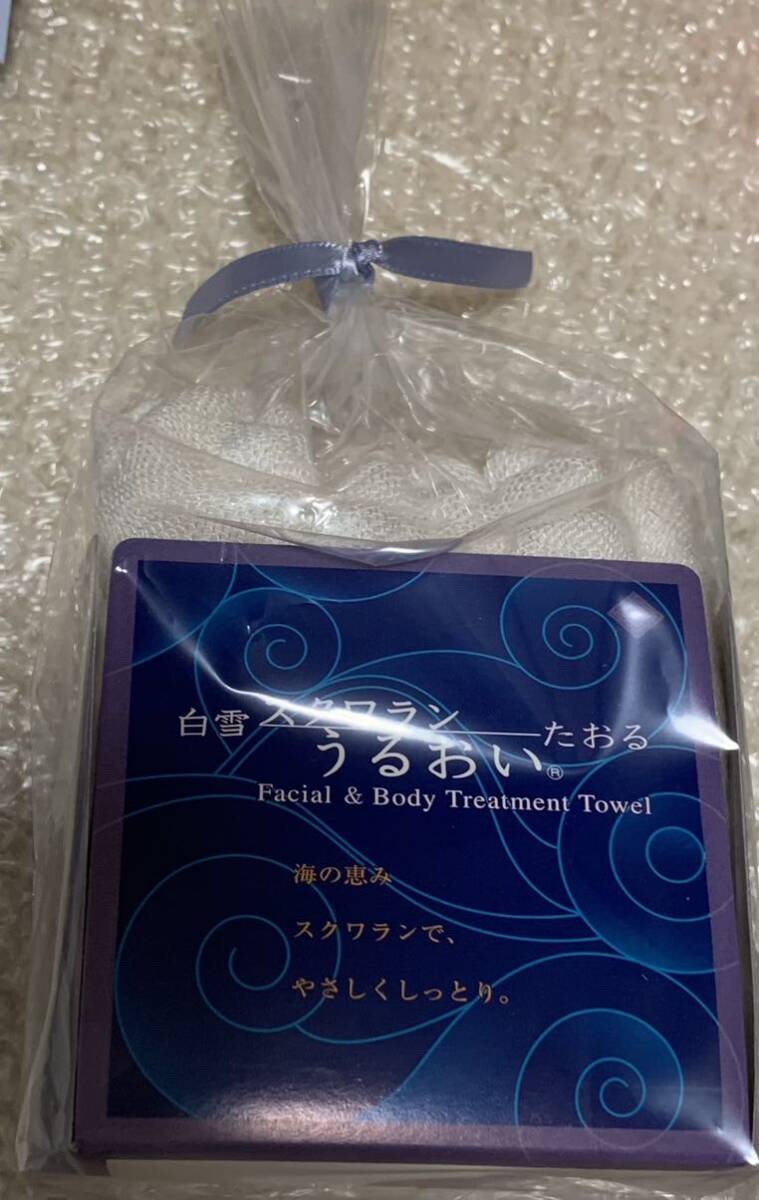 白雪 スクワラン
うるおい® たおる
Facial & Body Treatment Towel
海の恵み
スクワランで、
やさしくしっとり。